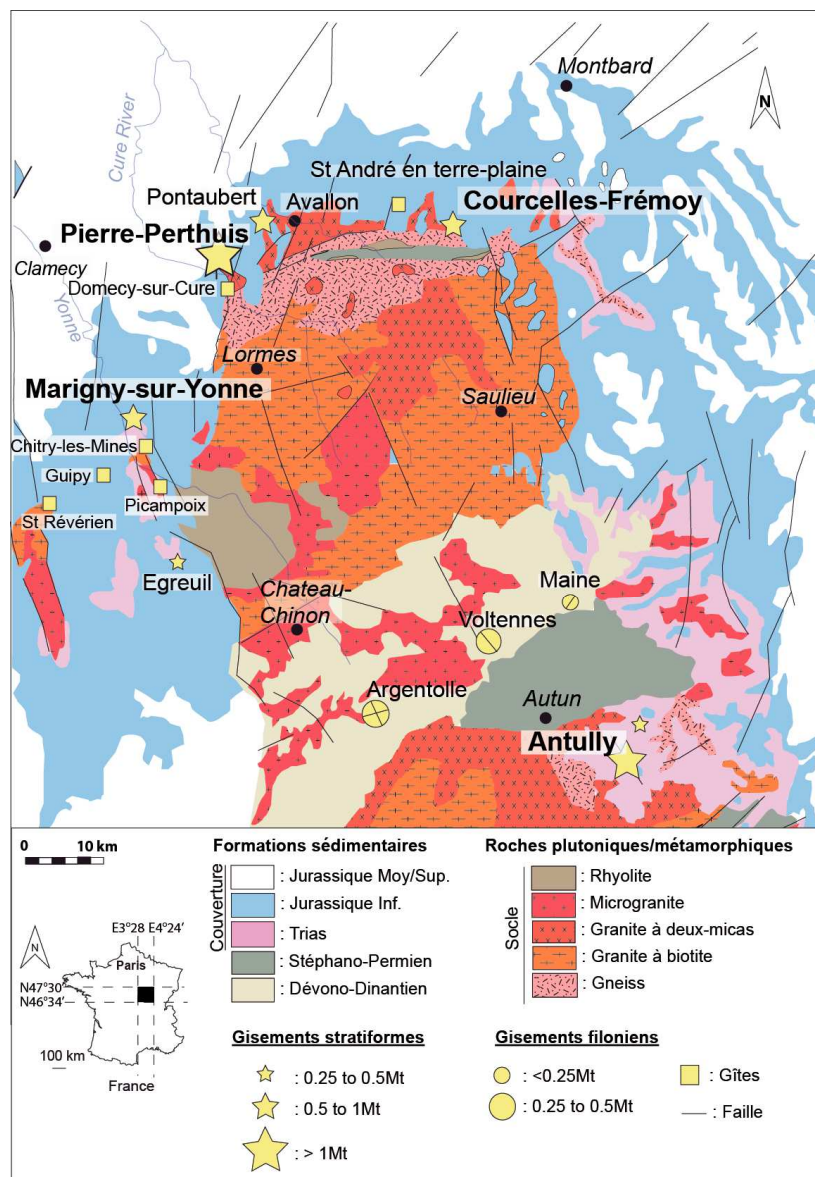 Montbard
N
Cure River
St André en terre-plaine
Pontaubert
Avallon
Courcelles-Frémoy
Pierre-Perthuis
Clamecy
Domecy-sur-Cure
Yonne
Lormes
Marigny-sur-Yonne
Saulieu
Chitry-les-Mines
Guipy
Picampoix
St Révérien
Egreuil
Maine
Chateau-
Chinon
Voltennes
Argentolle
Autun
Antully
0 10 km
Formations sédimentaires
Couverture
: Jurassique Moy/Sup.
: Jurassique Inf.
: Trias
: Stéphano-Permien
: Dévono-Dinantien
Roches plutoniques/métamorphiques
Socle
: Rhyolite
: Microgranite
: Granite à deux-micas
: Granite à biotite
: Gneiss
E3°28 E4°24'
N
Paris
N47°30'
N46°34'
100 km
France
Gisements stratiformes
: 0.25 to 0.5Mt
: 0.5 to 1Mt
: > 1Mt
Gisements filoniens
: <0.25Mt
: 0.25 to 0.5Mt
: Gîtes
: Faille